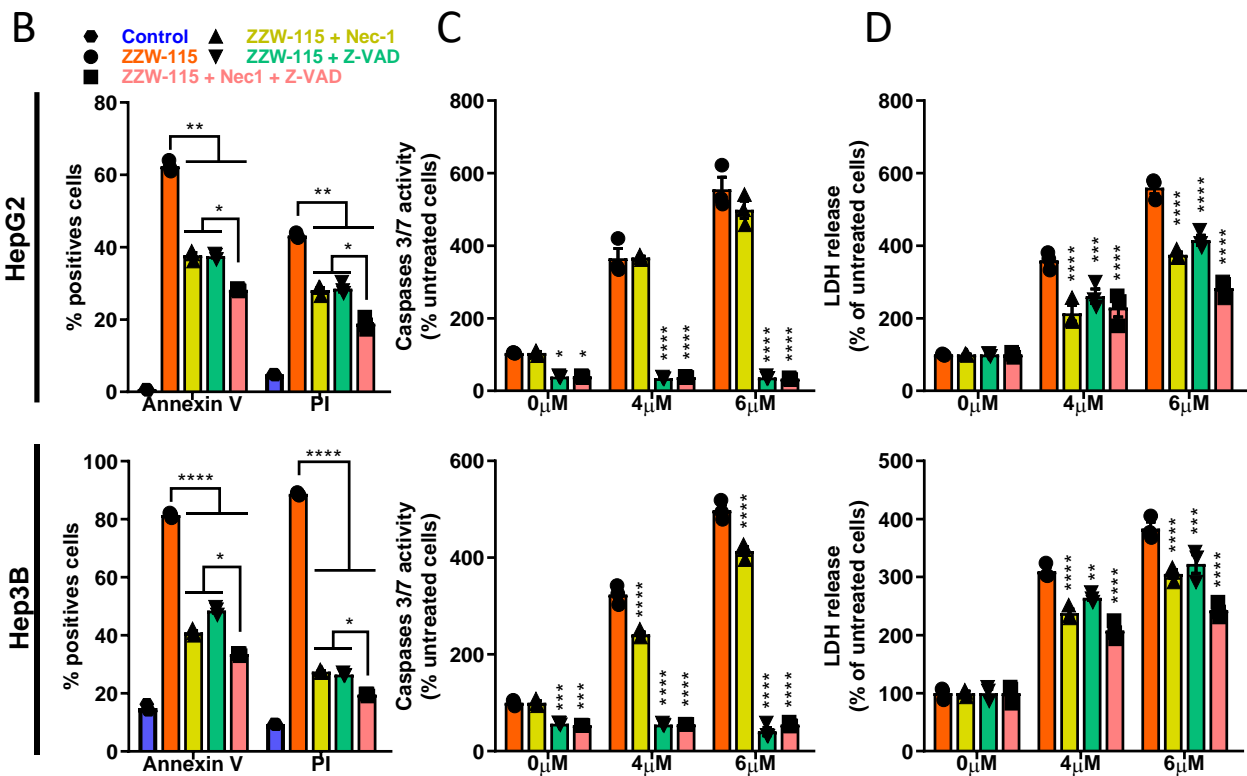 B
Control
ZZW-115 + Nec-1
ZZW-115
ZZW-115 + Z-VAD
ZZW-115 + Nec1 + Z-VAD
C
D
HepG2
% positives cells
80
60
40
20
0
**
*
**
*
Annexin V
PI
Caspases 3/7 activity
(% untreated cells)
800
600
400
200
0
*
*
****
****
****
****
0μM
4μM
6μM
LDH release
(% of untreated cells)
800
600
400
200
0
****
***
****
****
****
****
0μM
4μM
6μM
Hep3B
% positives cells
100
80
60
40
20
0
****
*
****
*
Annexin V
PI
Caspases 3/7 activity
(% untreated cells)
600
400
200
0
***
***
****
****
****
****
****
****
0μM
4μM
6μM
LDH release
(% of untreated cells)
500
400
300
200
100
0
****
**
****
****
***
****
0μM
4μM
6μM